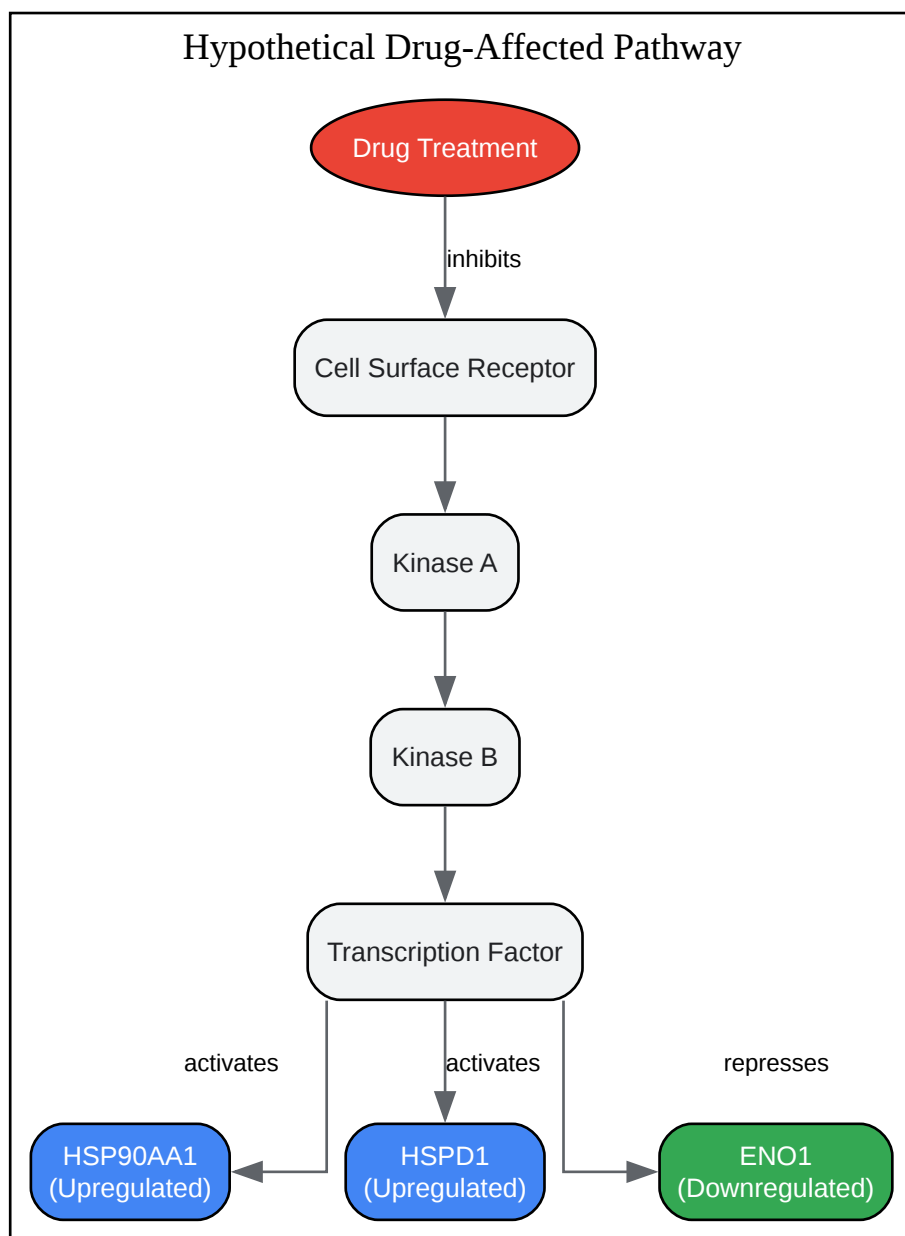 Hypothetical Drug-Affected Pathway
Drug Treatment
inhibits
Cell Surface Receptor
Kinase A
Kinase B
Transcription Factor
activates
activates
represses
HSP90AA1
(Upregulated)
HSPD1
(Upregulated)
ENO1
(Downregulated)